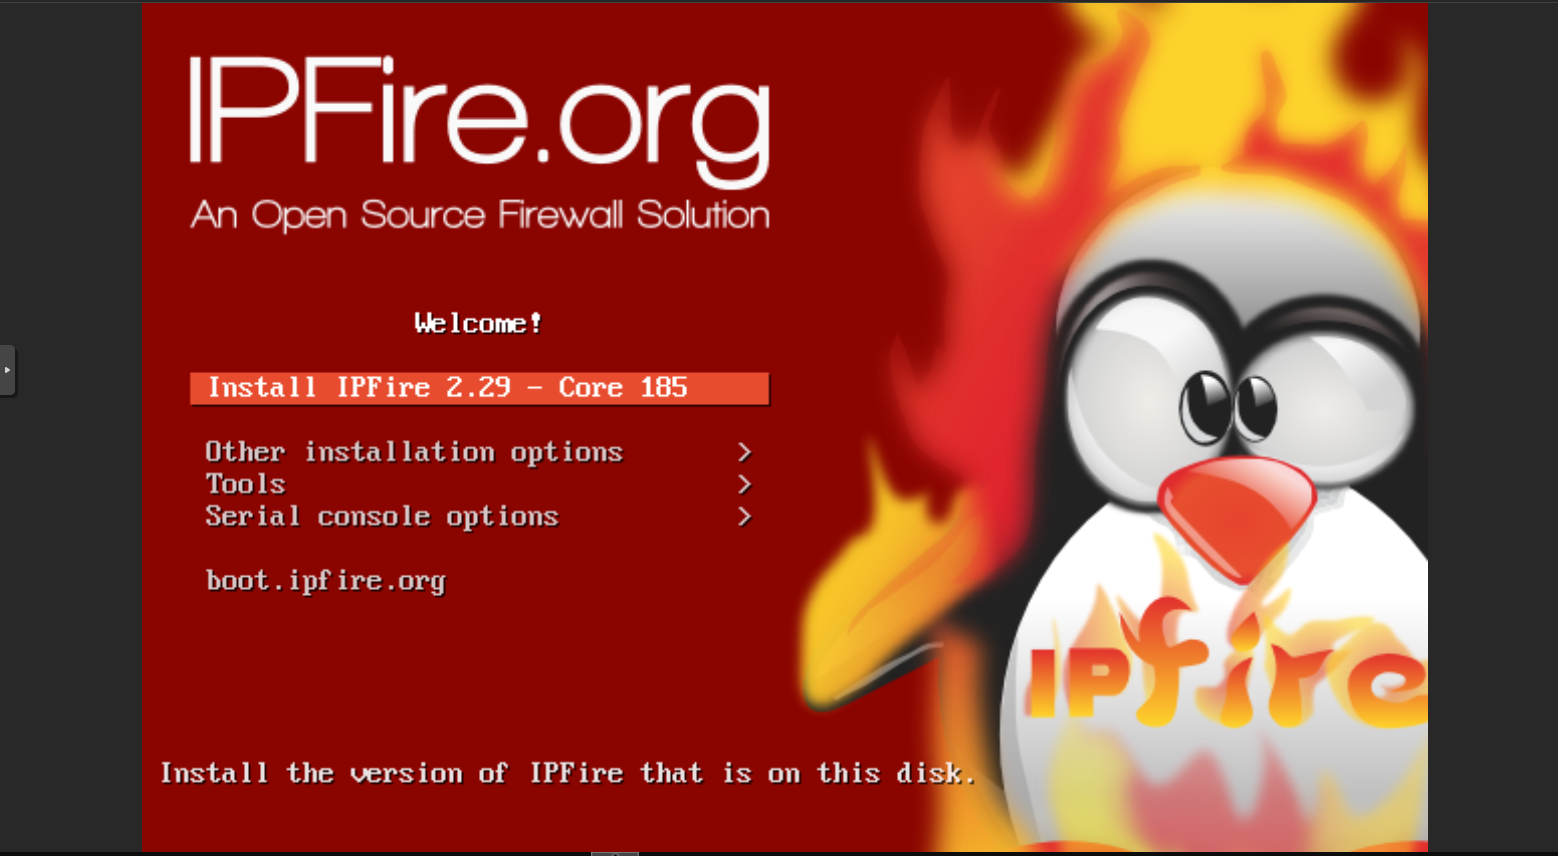 IPFire.org
An Open Source Firewall Solution
Welcome!
Install IPFire 2.29 - Core 185
Other installation options >
Tools >
Serial console options >
boot.ipfire.org
IPfire
Install the version of IPFire that is on this disk.